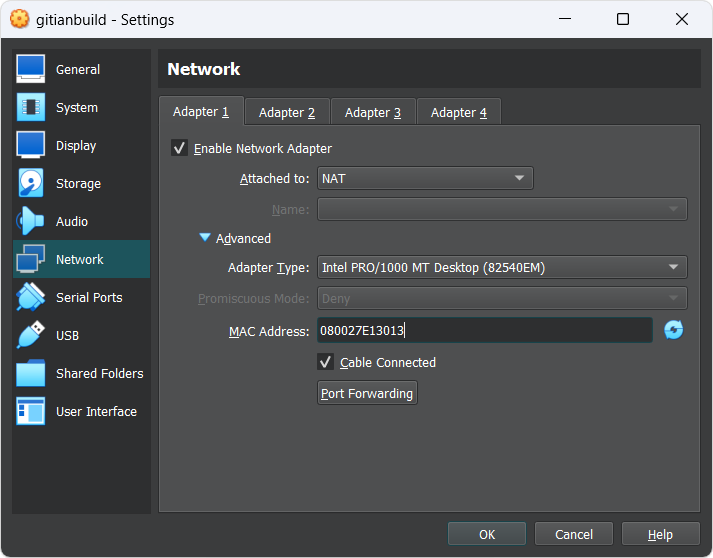 gitianbuild - Settings
General
System
Display
Storage
Audio
Network
Serial Ports
USB
Shared Folders
User Interface
Network
Adapter 1 Adapter 2 Adapter 3 Adapter 4
Enable Network Adapter
Attached to: NAT
Name:
Advanced
Adapter Type: Intel PRO/1000 MT Desktop (82540EM)
Promiscuous Mode: Deny
MAC Address: 080027E13013
Cable Connected
Port Forwarding
OK Cancel Help